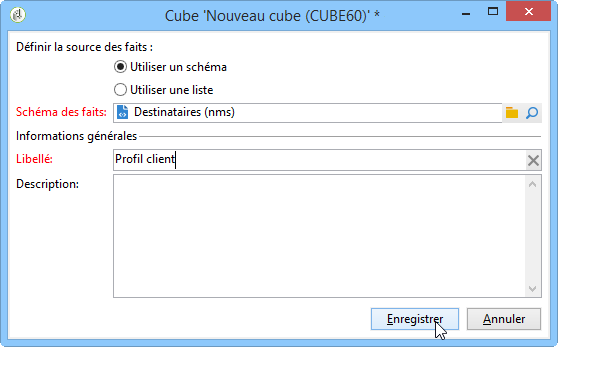 Cube 'Nouveau cube (CUBE60)' *
Définir la source des faits :
Utiliser un schéma
Utiliser une liste
Schéma des faits: Destinataires (nms)
Informations générales
Libellé: Profil client
Description:
Enregistrer Annuler